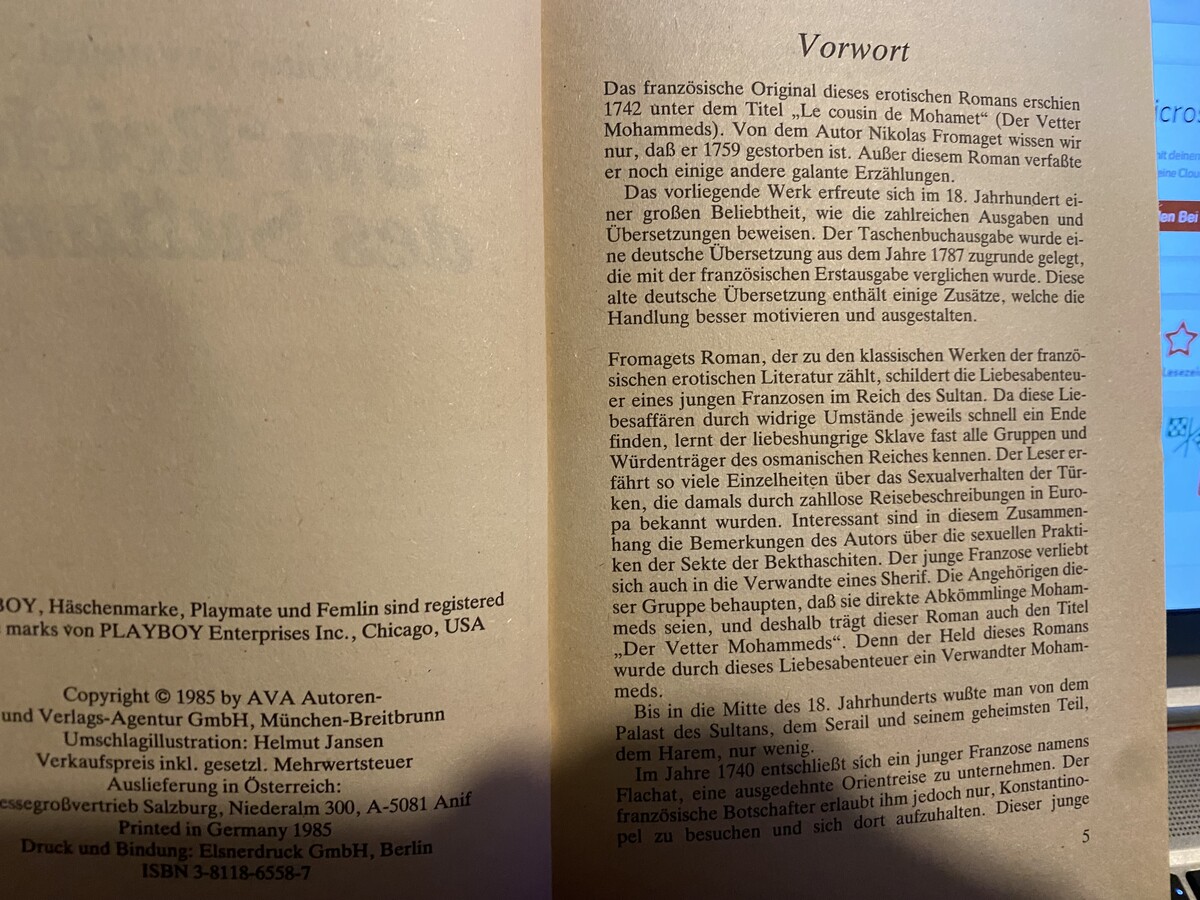 BOY, Häschenmarke, Playmate und Femlin sind registered
marks von PLAYBOY Enterprises Inc., Chicago, USA
Copyright © 1985 by AVA Autoren-
und Verlags-Agentur GmbH, München-Breitbrunn
Umschlagillustration: Helmut Jansen
Verkaufspreis inkl. gesetzl. Mehrwertsteuer
Auslieferung in Österreich:
essegroßvertrieb Salzburg, Niederalm 300, A-5081 Anif
Printed in Germany 1985
Druck und Bindung: Elsnerdruck GmbH, Berlin
ISBN 3-8118-6558-7
Vorwort
Das französische Original dieses erotischen Romans erschien
1742 unter dem Titel „Le cousin de Mohamet“ (Der Vetter
Mohammeds). Von dem Autor Nikolas Fromaget wissen wir
nur, daß er 1759 gestorben ist. Außer diesem Roman verfaßte
er noch einige andere galante Erzählungen.
Das vorliegende Werk erfreute sich im 18. Jahrhundert ei-
ner großen Beliebtheit, wie die zahlreichen Ausgaben und
Übersetzungen beweisen. Der Taschenbuchausgabe wurde ei-
ne deutsche Übersetzung aus dem Jahre 1787 zugrunde gelegt,
die mit der französischen Erstausgabe verglichen wurde. Diese
alte deutsche Übersetzung enthält einige Zusätze, welche die
Handlung besser motivieren und ausgestalten.
Fromagets Roman, der zu den klassischen Werken der franzö-
sischen erotischen Literatur zählt, schildert die Liebesabenteu-
er eines jungen Franzosen im Reich des Sultan. Da diese Lie-
besaffären durch widrige Umstände jeweils schnell ein Ende
finden, lernt der liebeshungrige Sklave fast alle Gruppen und
Würdenträger des osmanischen Reiches kennen. Der Leser er-
fährt so viele Einzelheiten über das Sexualverhalten der Tür-
ken, die damals durch zahllose Reisebeschreibungen in Euro-
pa bekannt wurden. Interessant sind in diesem Zusammen-
hang die Bemerkungen des Autors über die sexuellen Prakti-
ken der Sekte der Bekthaschiten. Der junge Franzose verliebt
sich auch in die Verwandte eines Sherif. Die Angehörigen die-
ser Gruppe behaupten, daß sie direkte Abkömmlinge Moham-
meds seien, und deshalb trägt dieser Roman auch den Titel
„Der Vetter Mohammeds“. Denn der Held dieses Romans
wurde durch dieses Liebesabenteuer ein Verwandter Moham-
meds.
Bis in die Mitte des 18. Jahrhunderts wußte man von dem
Palast des Sultans, dem Serail und seinem geheimsten Teil,
dem Harem, nur wenig.
Im Jahre 1740 entschließt sich ein junger Franzose namens
Flachat, eine ausgedehnte Orientreise zu unternehmen. Der
französische Botschafter erlaubt ihm jedoch nur, Konstantino-
pel zu besuchen und sich dort aufzuhalten. Dieser junge
5
icros
mit deinen
eine Clou
en Bei
Lesezei